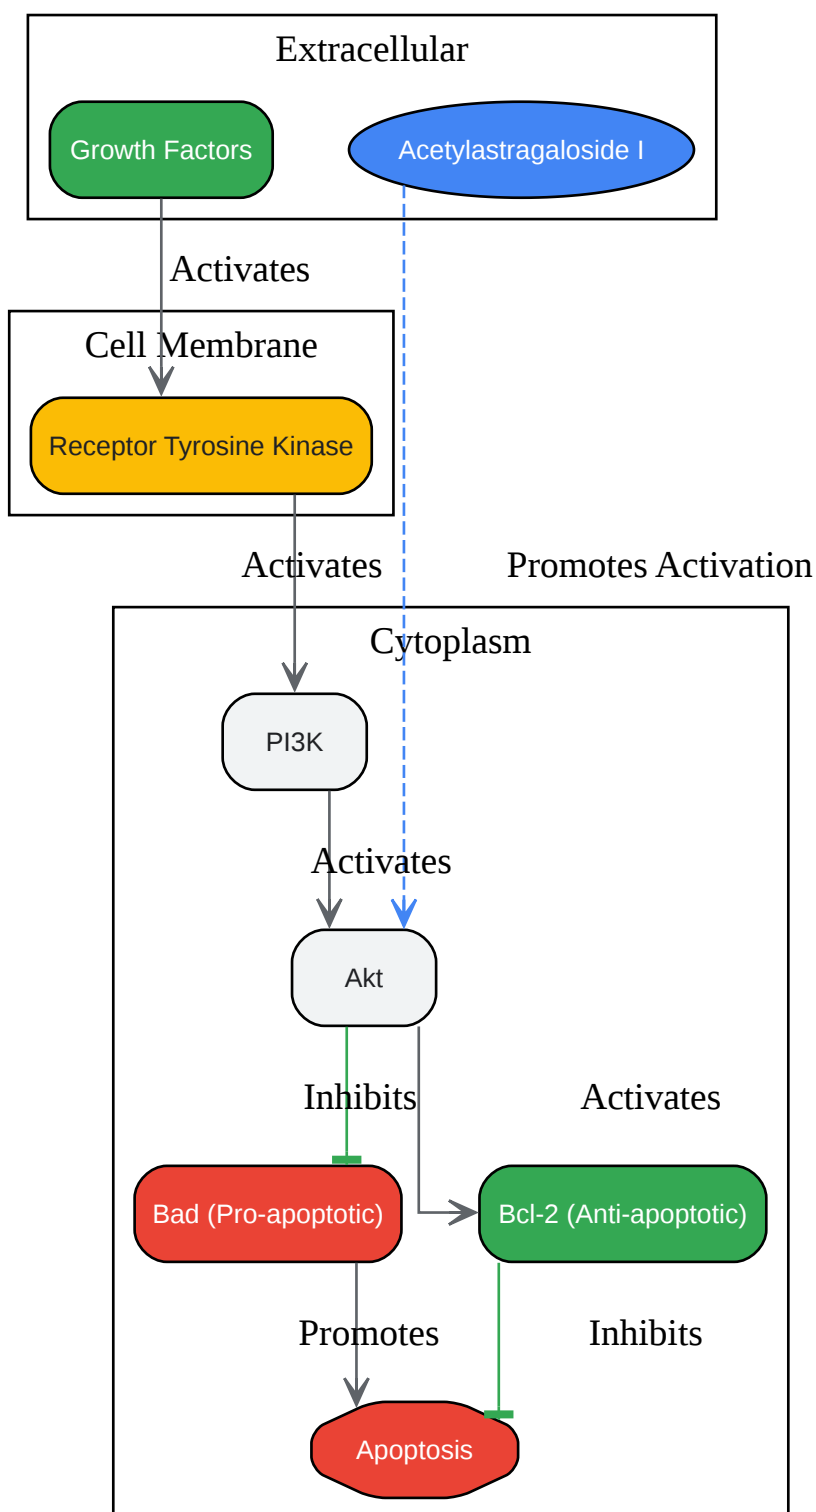 Extracellular
Growth Factors
Acetylastragaloside I
Activates
Cell Membrane
Receptor Tyrosine Kinase
Activates
Promotes Activation
Cytoplasm
PI3K
Activates
Akt
Inhibits
Activates
Bad (Pro-apoptotic)
Bcl-2 (Anti-apoptotic)
Promotes
Inhibits
Apoptosis